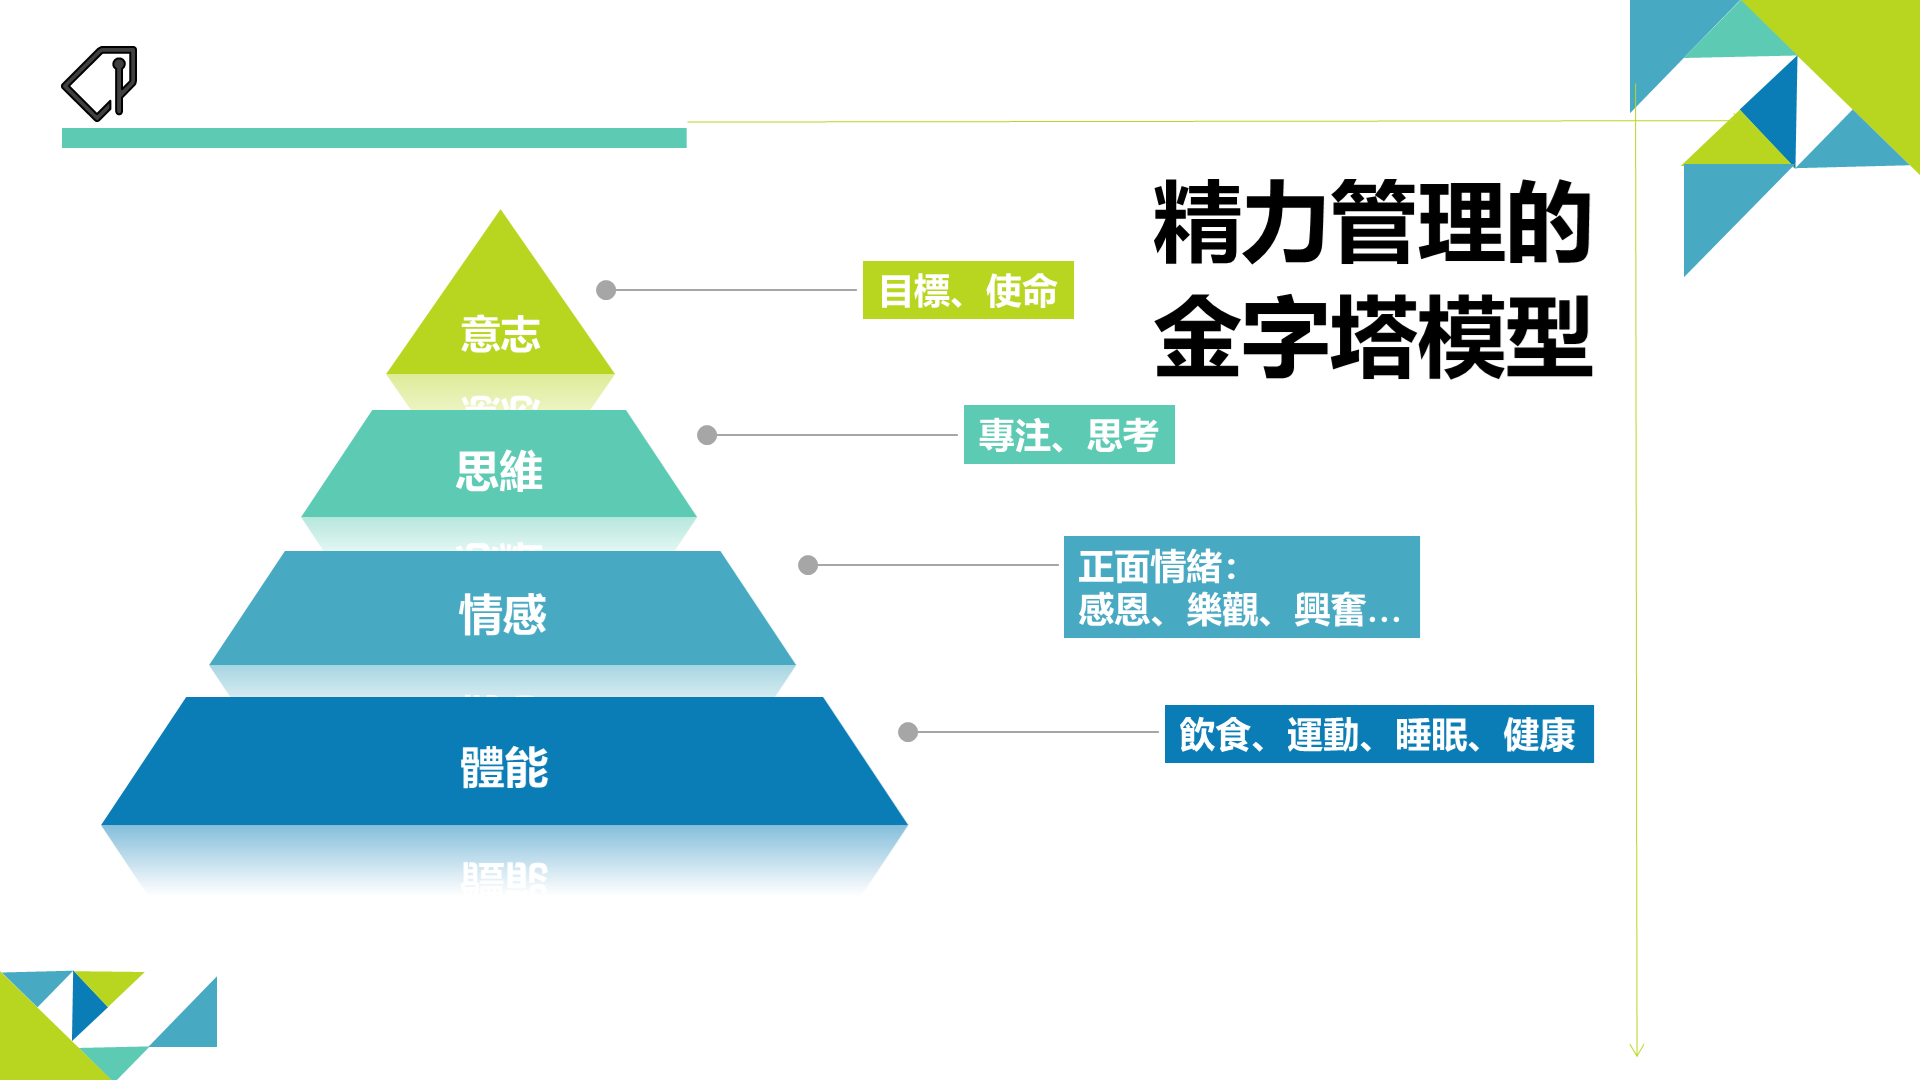 精力管理的
金字塔模型
意志
目標、使命
思維
專注、思考
情感
正面情緒：
感恩、樂觀、興奮…
體能
飲食、運動、睡眠、健康